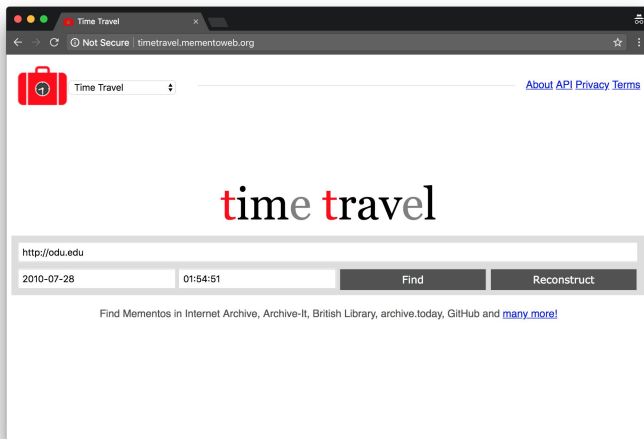 Time Travel
Not Secure | timetravel.mementoweb.org
Time Travel
About API Privacy Terms
time travel
http://odu.edu
2010-07-28 01:54:51 Find Reconstruct
Find Mementos in Internet Archive, Archive-It, British Library, archive.today, GitHub and many more!